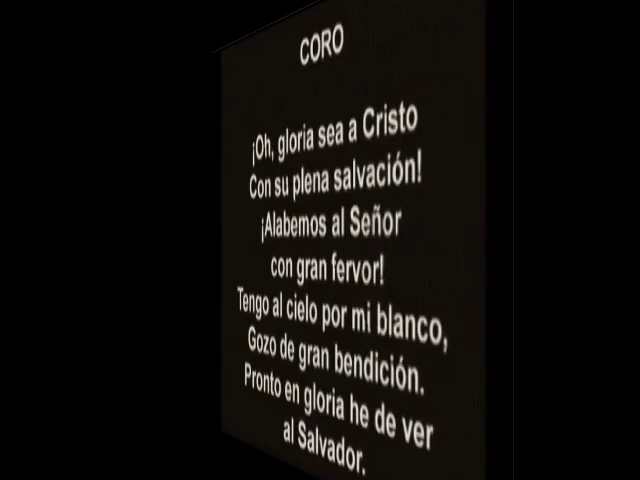 CORO
¡Oh, gloria sea a Cristo
Con su plena salvación!
¡Alabemos al Señor
con gran fervor!
Tengo al cielo por mi blanco,
Gozo de gran bendición.
Pronto en gloria he de ver
al Salvador.